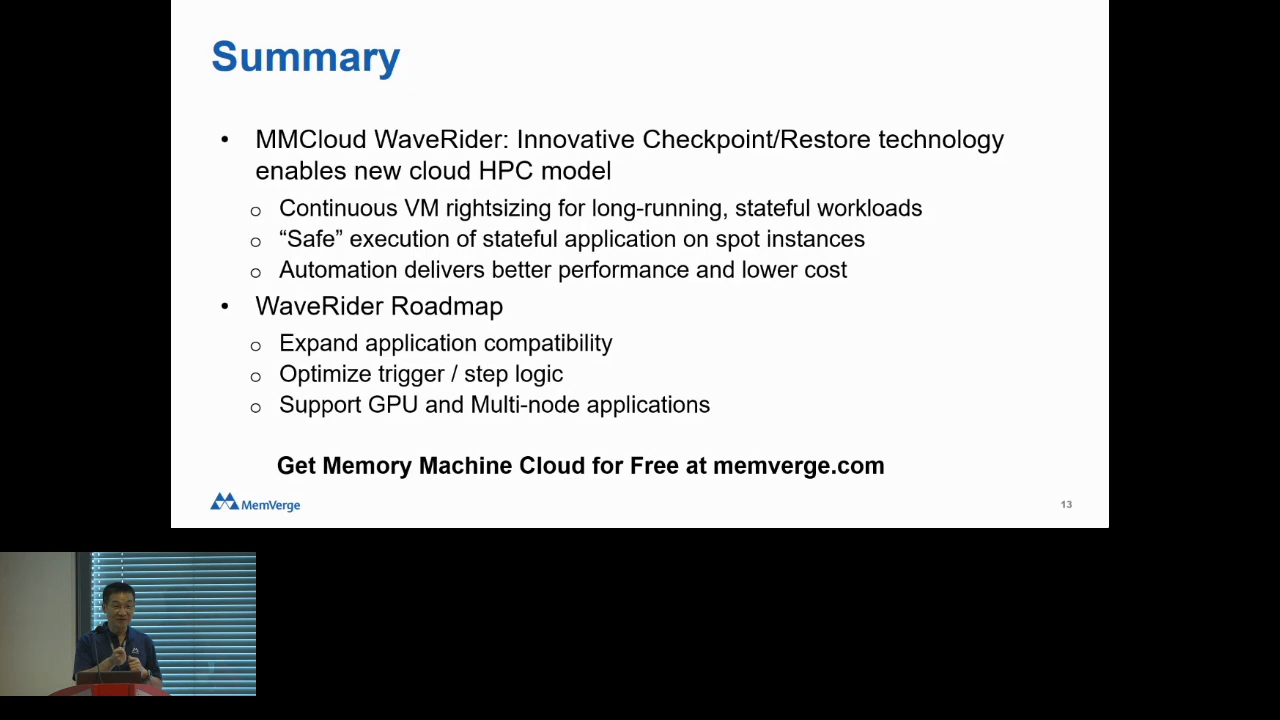 Summary
• MMCloud WaveRider: Innovative Checkpoint/Restore technology
enables new cloud HPC model
o Continuous VM rightsizing for long-running, stateful workloads
o “Safe” execution of stateful application on spot instances
o Automation delivers better performance and lower cost
• WaveRider Roadmap
o Expand application compatibility
o Optimize trigger / step logic
o Support GPU and Multi-node applications
Get Memory Machine Cloud for Free at memverge.com
MemVerge
13